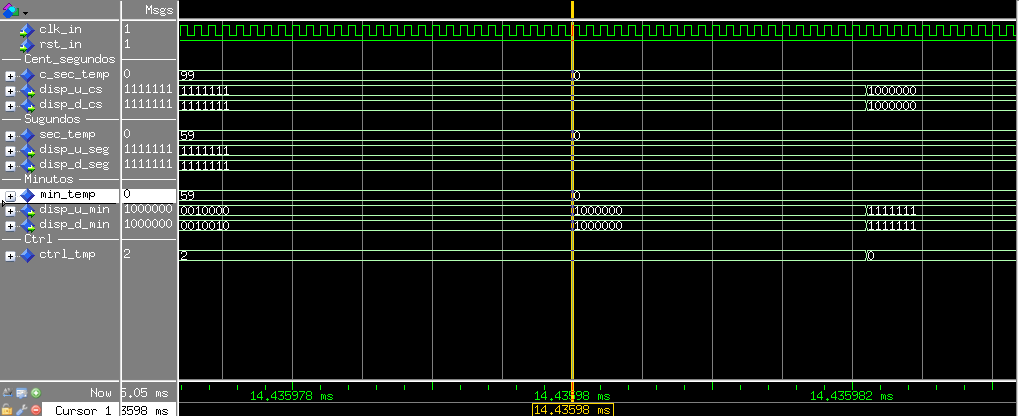 Msgs
clk_in 1
rst_in 1
Cent_segundos
c_sec_temp 0 99 0
disp_u_cs 1111111 1111111 1000000
disp_d_cs 1111111 1111111 1000000
Sugundos
sec_temp 0 59 0
disp_u_seg 1111111 1111111
disp_d_seg 1111111 1111111
Minutos
min_temp 0 59 0
disp_u_min 1000000 0010000 1000000 1111111
disp_d_min 1000000 0010010 1000000 1111111
Ctrl
ctrl_tmp 2 2 0
Now 5.05 ms 14.435978 ms 14.43598 ms 14.435982 ms
Cursor 1 3598 ms 14.43598 ms